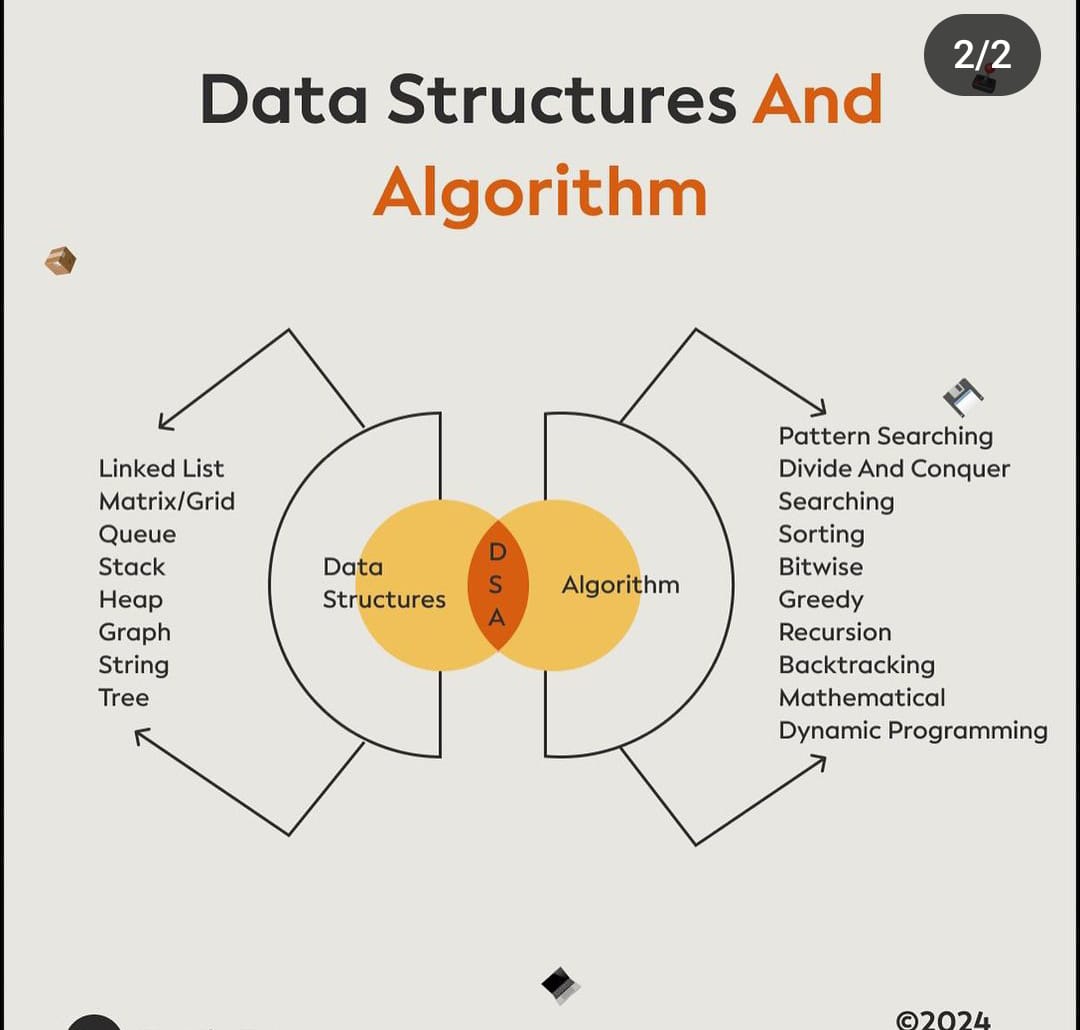 2/2
Data Structures And
Algorithm
Linked List
Matrix/Grid
Queue
Stack
Heap
Graph
String
Tree
Data
Structures
D
S
A
Algorithm
Pattern Searching
Divide And Conquer
Searching
Sorting
Bitwise
Greedy
Recursion
Backtracking
Mathematical
Dynamic Programming
©2024